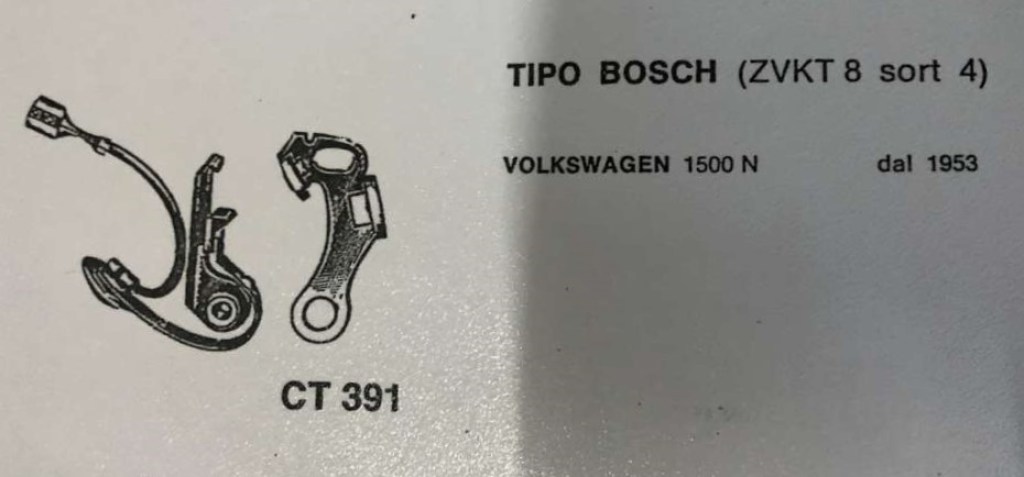 TIPO BOSCH (ZVKT 8 sort 4)
VOLKSWAGEN 1500 N dal 1953
CT 391